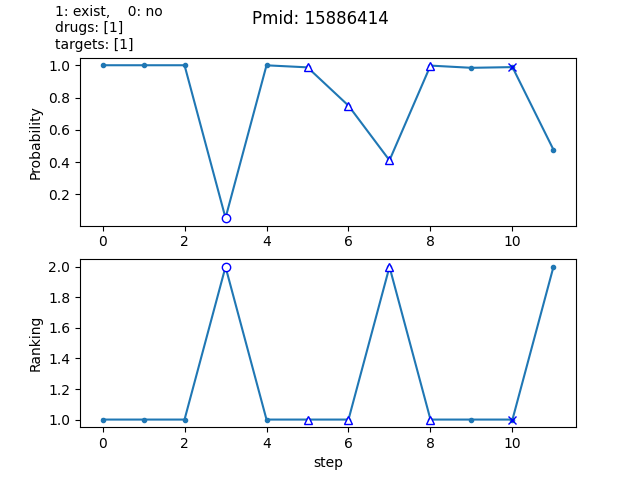 1: exist,    0: no
drugs: [1]
targets: [1]
Pmid: 15886414
1.0
0.8
0.6
0.4
0.2
Probability
0 2 4 6 8 10
2.0
1.8
1.6
1.4
1.2
1.0
Ranking
0 2 4 6 8 10
step